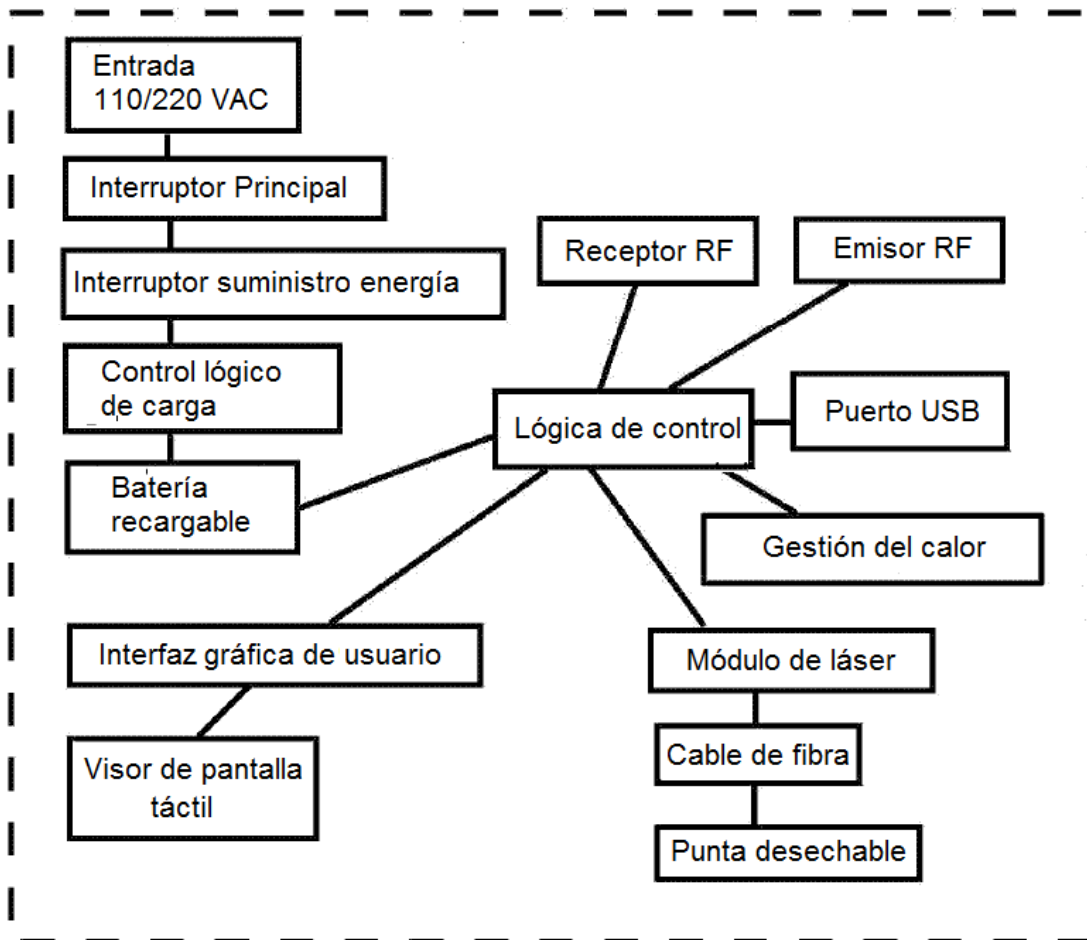 Entrada
110/220 VAC
Interruptor Principal
Interruptor suministro energía
Control lógico
de carga
Batería
recargable
Receptor RF
Emisor RF
Lógica de control
Puerto USB
Gestión del calor
Interfaz gráfica de usuario
Visor de pantalla
táctil
Módulo de láser
Cable de fibra
Punta desechable